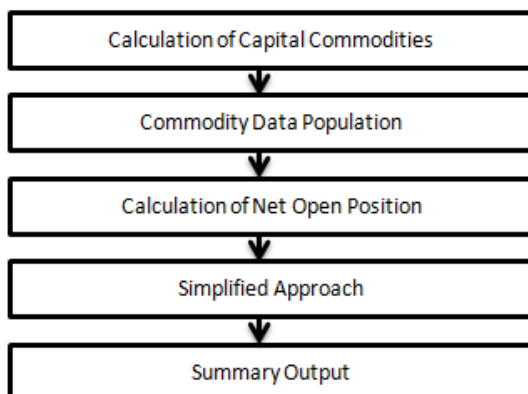 Calculation of Capital Commodities
Commodity Data Population
Calculation of Net Open Position
Simplified Approach
Summary Output